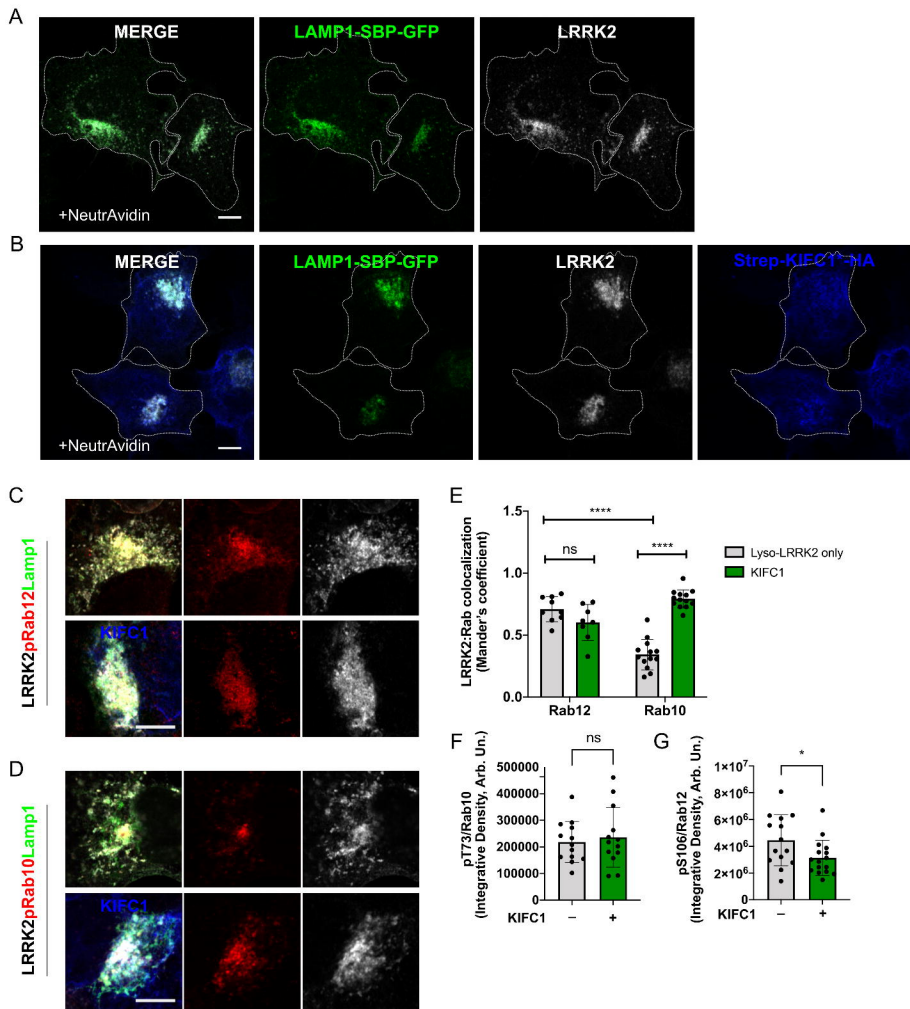 A
MERGE
LAMP1-SBP-GFP
LRRK2
+NeutrAvidin
B
MERGE
LAMP1-SBP-GFP
LRRK2
Strep-KIFC1*-HA
+NeutrAvidin
C
LRRK2pRab12Lamp1
KIFC1
D
LRRK2pRab10Lamp1
KIFC1
E
LRRK2:Rab colocalization
(Mander's coefficient)
1.5
1.0
0.5
0.0
****
ns
****
Rab12
Rab10
Lyso-LRRK2 only
KIFC1
F
pT73/Rab10
(Integrative Density, Arb. Un.)
500000
400000
300000
200000
100000
0
ns
KIFC1
–
+
G
pS106/Rab12
(Integrative Density, Arb. Un.)
1×10⁷
8×10⁶
6×10⁶
4×10⁶
2×10⁶
0
*
KIFC1
–
+